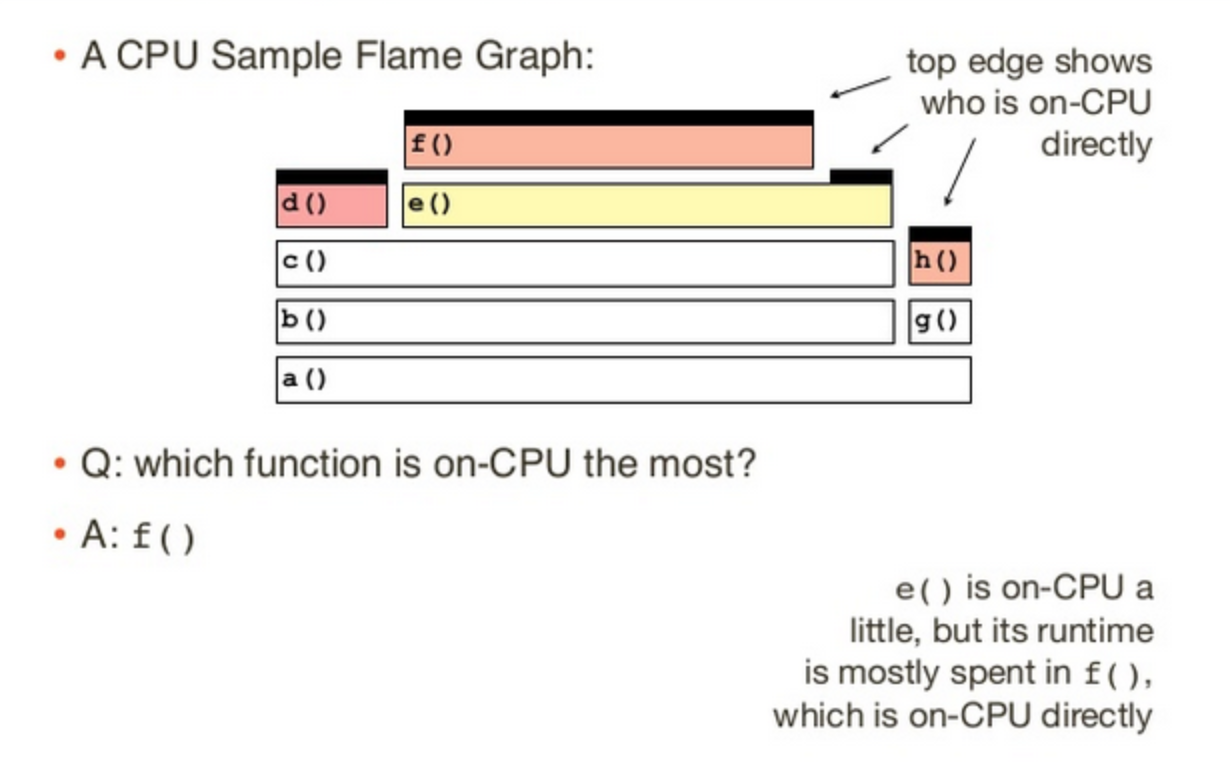 • A CPU Sample Flame Graph:
top edge shows
who is on-CPU
directly
f()
d()
e()
c()
h()
b()
g()
a()
• Q: which function is on-CPU the most?
• A: f()
e() is on-CPU a
little, but its runtime
is mostly spent in f(),
which is on-CPU directly